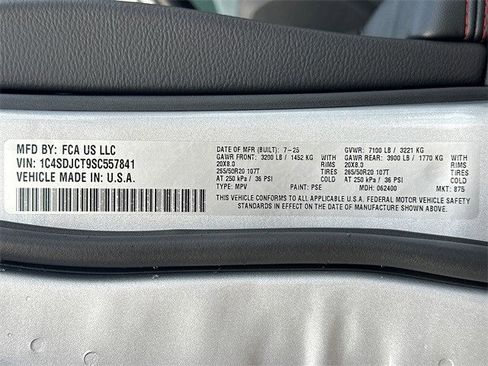 MFD BY: FCA US LLC
VIN: 1C4SDJCT9SC557841
VEHICLE MADE IN: U.S.A.
DATE OF MFR (BUILT): 7-25 GVWR: 7100 LB / 3221 KG
GAWR FRONT: 3200 LB / 1452 KG WITH GAWR REAR: 3900 LB / 1770 KG WITH
20X8.0 RIMS 20X8.0 RIMS
265/50R20 107T TIRES 265/50R20 107T TIRES
AT 250 kPa / 36 PSI COLD AT 250 kPa / 36 PSI COLD
TYPE: MPV PAINT: PSE MDH: 062400 MKT: 875
THIS VEHICLE CONFORMS TO ALL APPLICABLE U.S.A. FEDERAL MOTOR VEHICLE SAFETY
STANDARDS IN EFFECT ON THE DATE OF MANUFACTURE SHOWN ABOVE